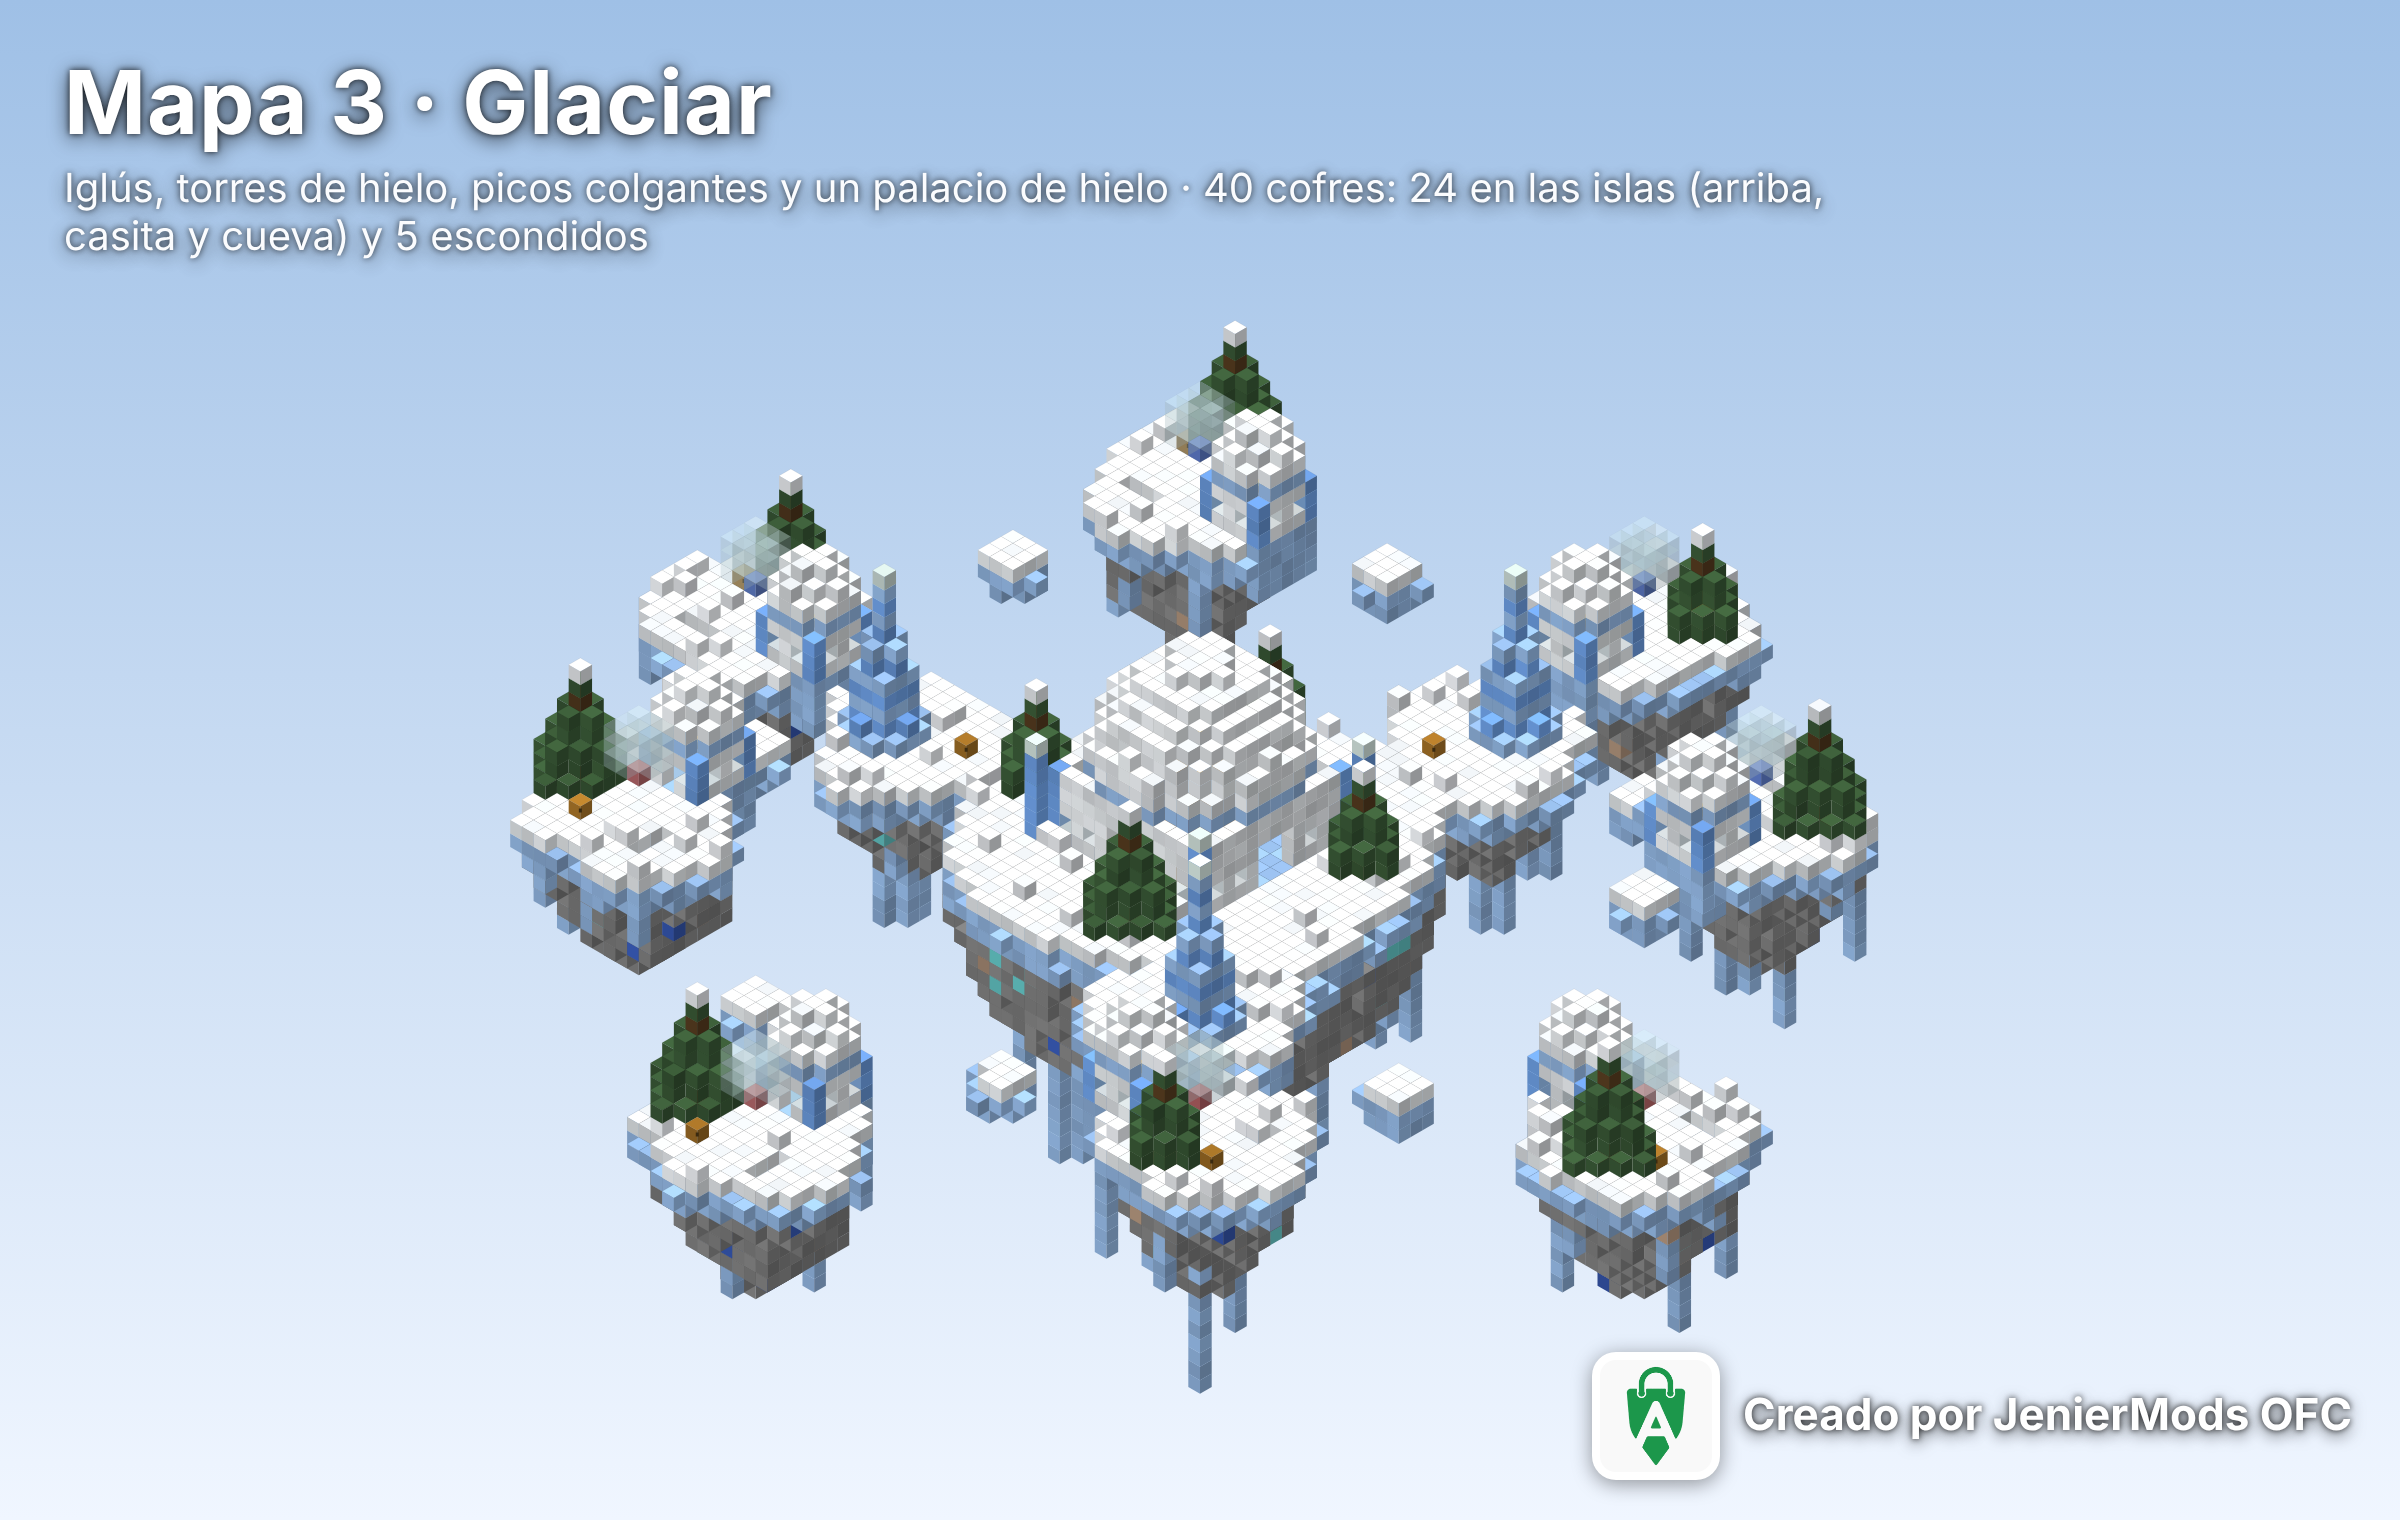 Mapa 3 · Glaciar
Iglús, torres de hielo, picos colgantes y un palacio de hielo · 40 cofres: 24 en las islas (arriba,
casita y cueva) y 5 escondidos
A
Creado por JenierMods OFC